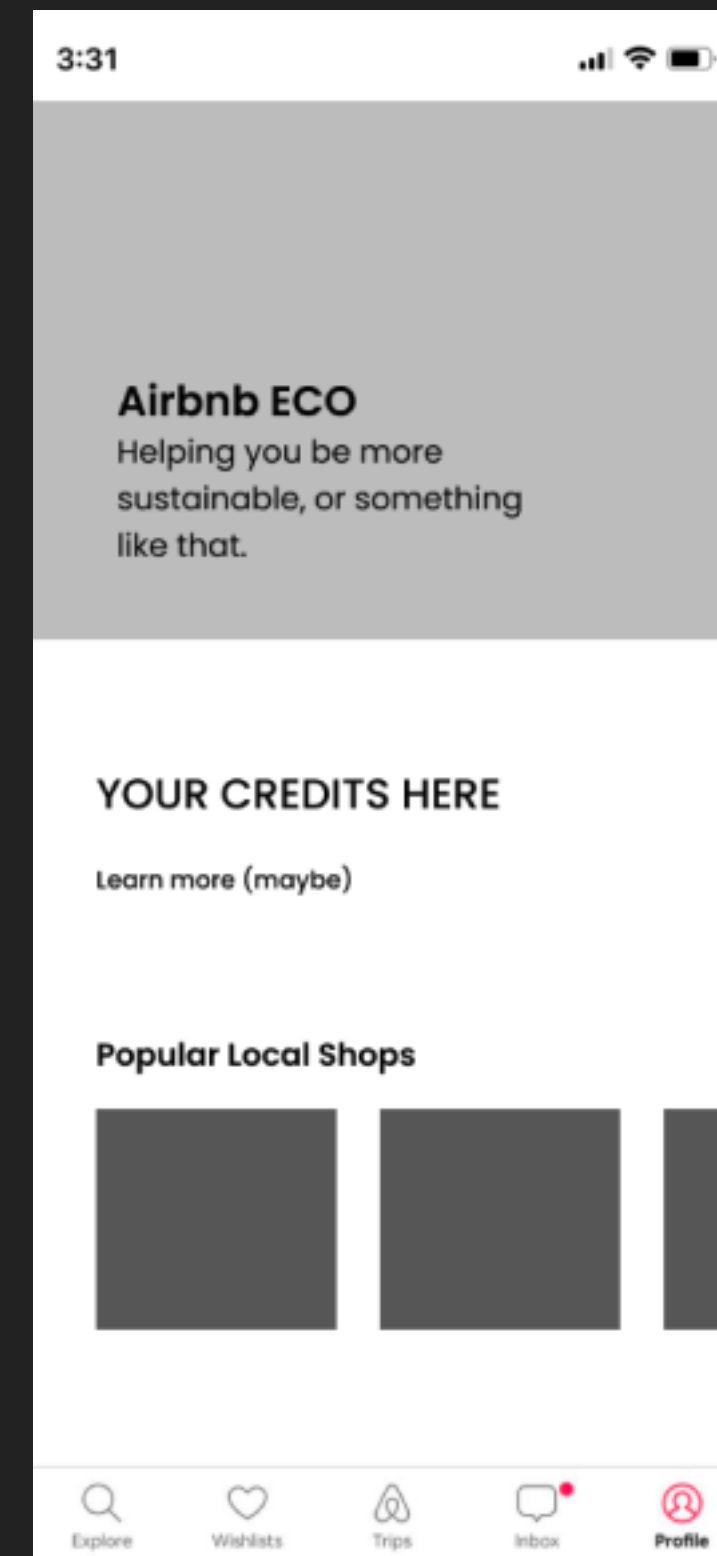 3:31
Airbnb ECO
Helping you be more
sustainable, or something
like that.
YOUR CREDITS HERE
Learn more (maybe)
Popular Local Shops
Explore
Wishlists
Trips
Inbox
Profile